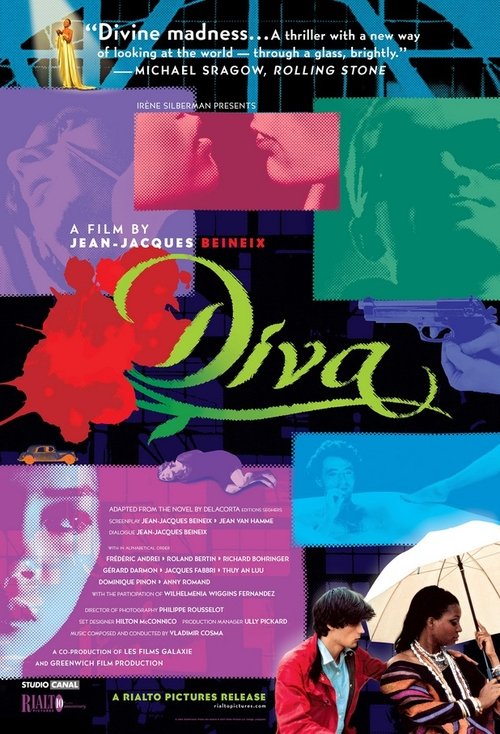 “Divine madness...A thriller with a new way
of looking at the world — through a glass, brightly.”
—MICHAEL SRAGOW, ROLLING STONE
IRÈNE SILBERMAN PRESENTS
A FILM BY
JEAN-JACQUES BEINEIX
Diva
ADAPTED FROM THE NOVEL BY DELACORTA EDITIONS SEGHERS
SCREENPLAY JEAN-JACQUES BEINEIX JEAN VAN HAMME
DIALOGUE JEAN-JACQUES BEINEIX
WITH IN ALPHABETICAL ORDER
FRÉDÉRIC ANDREI ROLAND BERTIN RICHARD BOHRINGER
GÉRARD DARMON JACQUES FABBRI THUY AN LUU
DOMINIQUE PINON ANNY ROMAND
WITH THE PARTICIPATION OF WILHELMENIA WIGGINS FERNANDEZ
DIRECTOR OF PHOTOGRAPHY PHILIPPE ROUSSELOT
SET DESIGNER HILTON McCONNICO PRODUCTION MANAGER ULLY PICKARD
MUSIC COMPOSED AND CONDUCTED BY VLADIMIR COSMA
A CO-PRODUCTION OF LES FILMS GALAXIE
AND GREENWICH FILM PRODUCTION
STUDIO CANAL
RIALTO 10
PICTURES
A RIALTO PICTURES RELEASE
rialtopictures.com